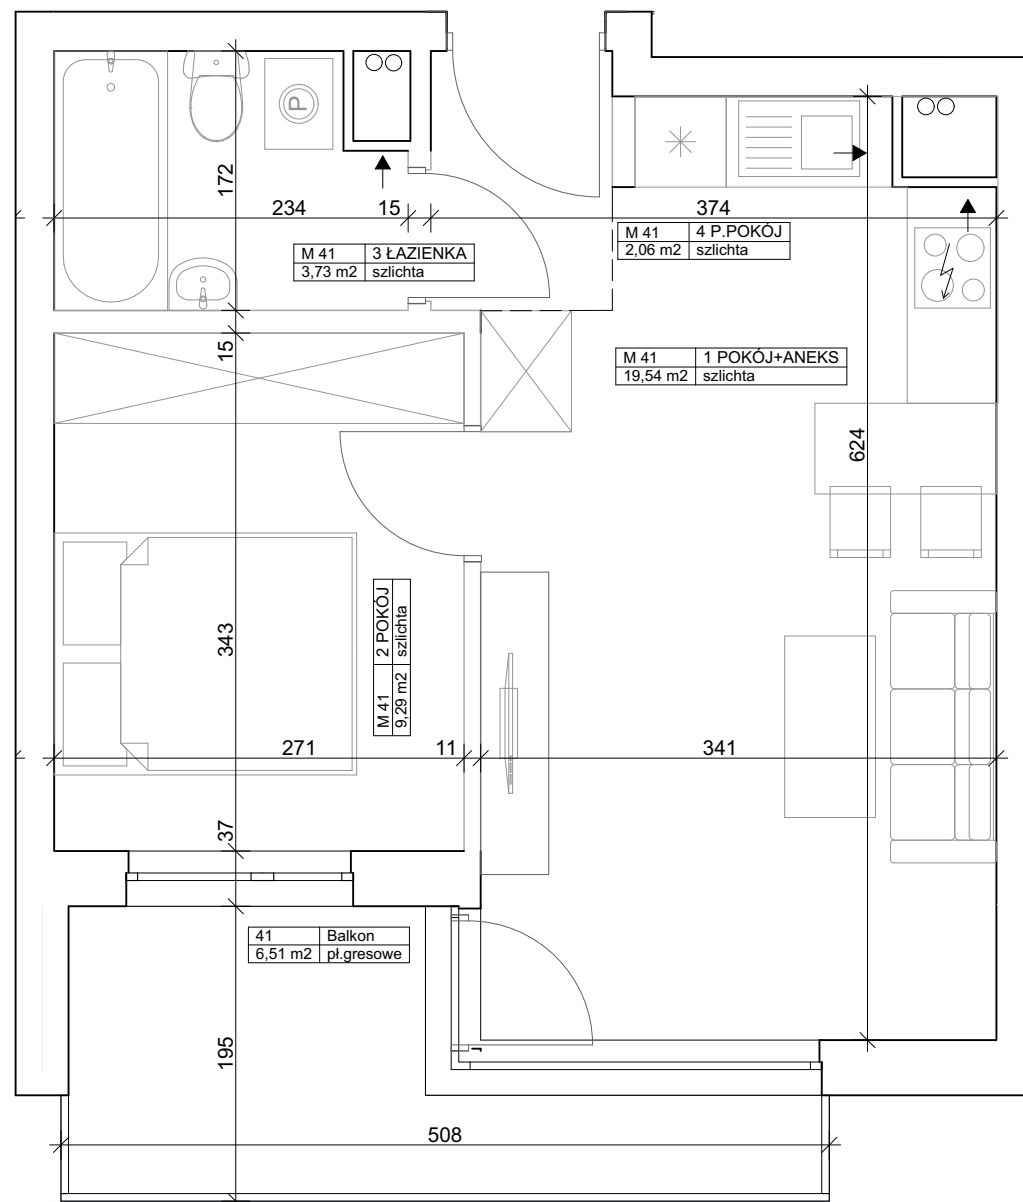 P
172
234
15
374
M 41 4 P.POKÓJ
2,06 m2 szlichta
M 41 3 ŁAZIENKA
3,73 m2 szlichta
15
M 41 1 POKÓJ+ANEKS
19,54 m2 szlichta
624
343
M 41 2 POKÓJ
9,29 m2 szlichta
271
11
341
37
41 Balkon
6,51 m2 pł.gresowe
195
508